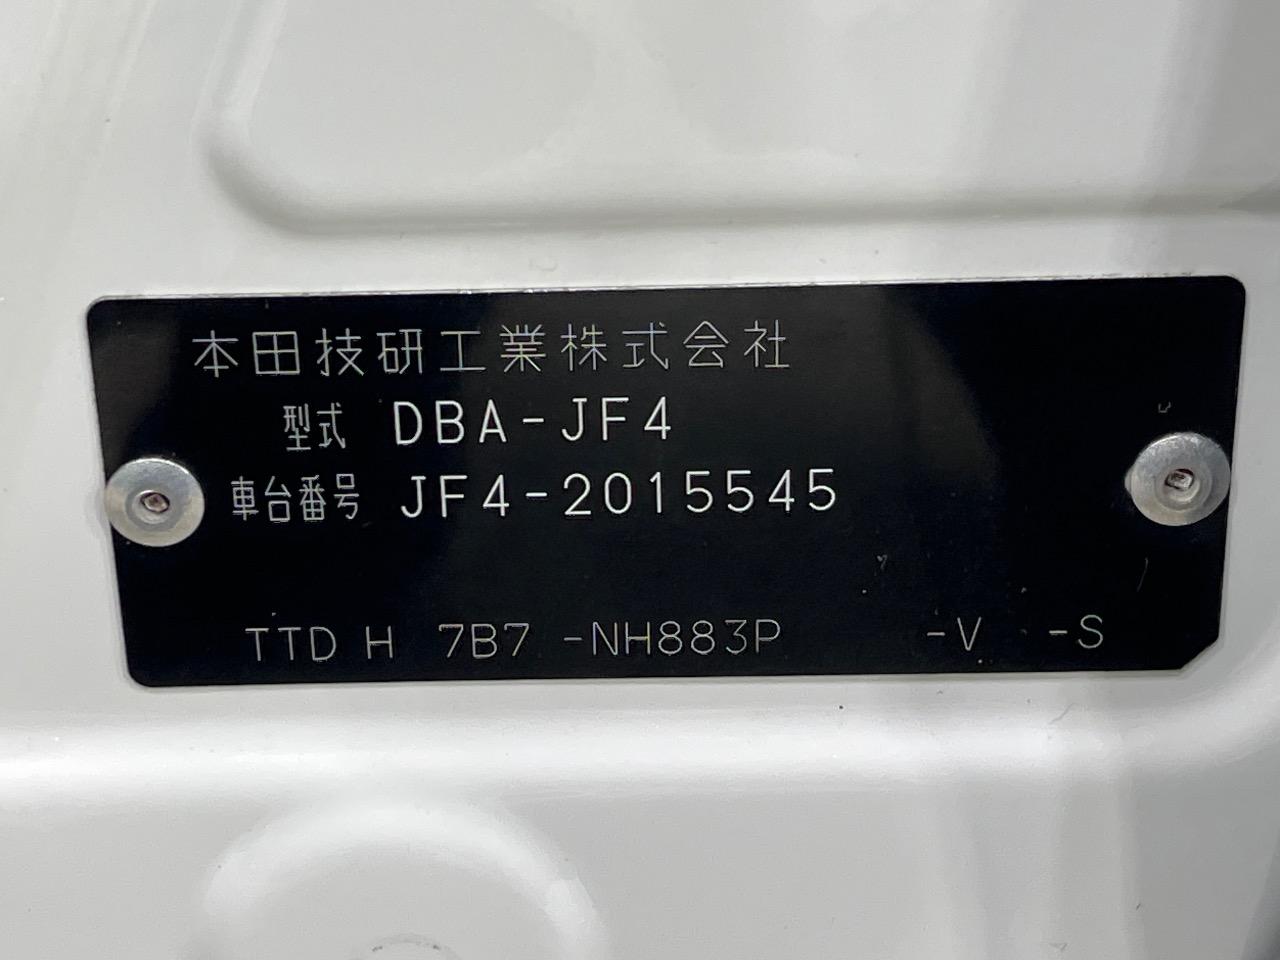 本田技研工業株式会社
型式 DBA-JF4
車台番号 JF4-2015545
TTD H 7B7 -NH883P -V -S